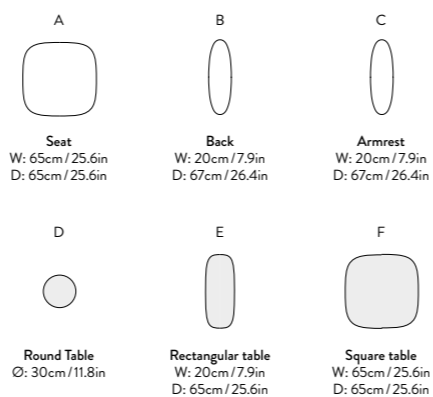 A
B
C
Seat
W: 65cm/25.6in
D: 65cm/25.6in
Back
W: 20cm/7.9in
D: 67cm/26.4in
Armrest
W: 20cm/7.9in
D: 67cm/26.4in
D
E
F
Round Table
Ø: 30cm/11.8in
Rectangular table
W: 20cm/7.9in
D: 65cm/25.6in
Square table
W: 65cm/25.6in
D: 65cm/25.6in